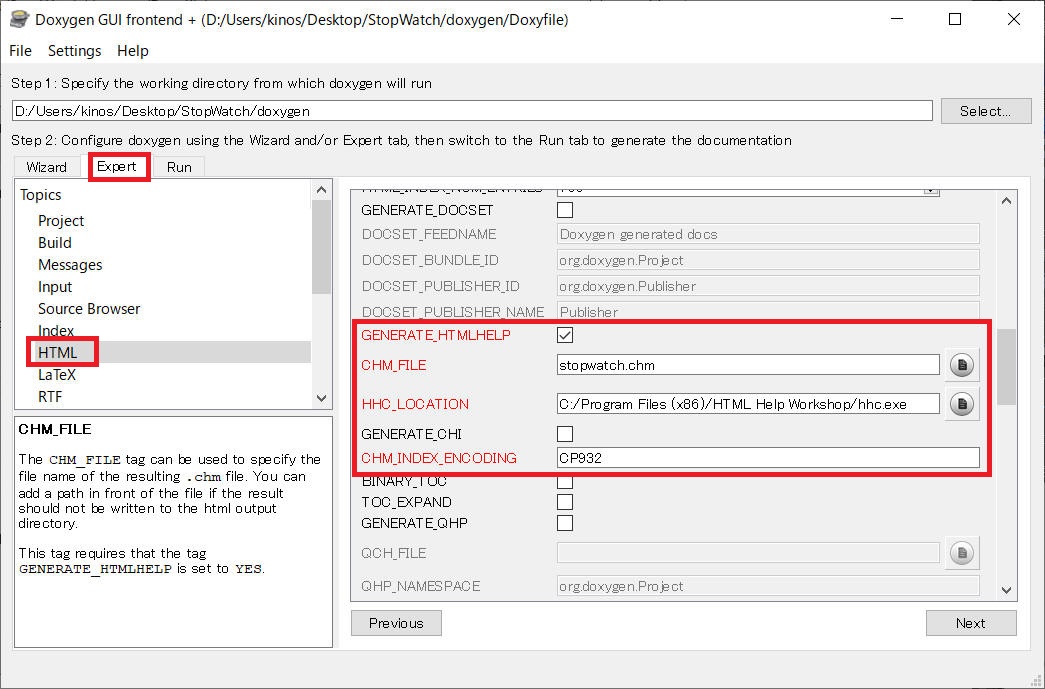 Doxygen GUI frontend + (D:/Users/kinos/Desktop/StopWatch/doxygen/Doxyfile)
File Settings Help
Step 1: Specify the working directory from which doxygen will run
D:/Users/kinos/Desktop/StopWatch/doxygen
Select...
Step 2: Configure doxygen using the Wizard and/or Expert tab, then switch to the Run tab to generate the documentation
Wizard Expert Run
Topics
Project
Build
Messages
Input
Source Browser
Index
HTML
LaTeX
RTF
CHM_FILE
The CHM_FILE tag can be used to specify the
file name of the resulting .chm file. You can
add a path in front of the file if the result
should not be written to the html output
directory.
This tag requires that the tag
GENERATE_HTMLHELP is set to YES.
HTML_INDEX_NUM_ENTRIES 100
GENERATE_DOCSET
DOCSET_FEEDNAME Doxygen generated docs
DOCSET_BUNDLE_ID org.doxygen.Project
DOCSET_PUBLISHER_ID org.doxygen.Publisher
DOCSET_PUBLISHER_NAME Publisher
GENERATE_HTMLHELP
CHM_FILE stopwatch.chm
HHC_LOCATION C:/Program Files (x86)/HTML Help Workshop/hhc.exe
GENERATE_CHI
CHM_INDEX_ENCODING CP932
BINARY_TOC
TOC_EXPAND
GENERATE_QHP
QCH_FILE
QHP_NAMESPACE org.doxygen.Project
Previous
Next